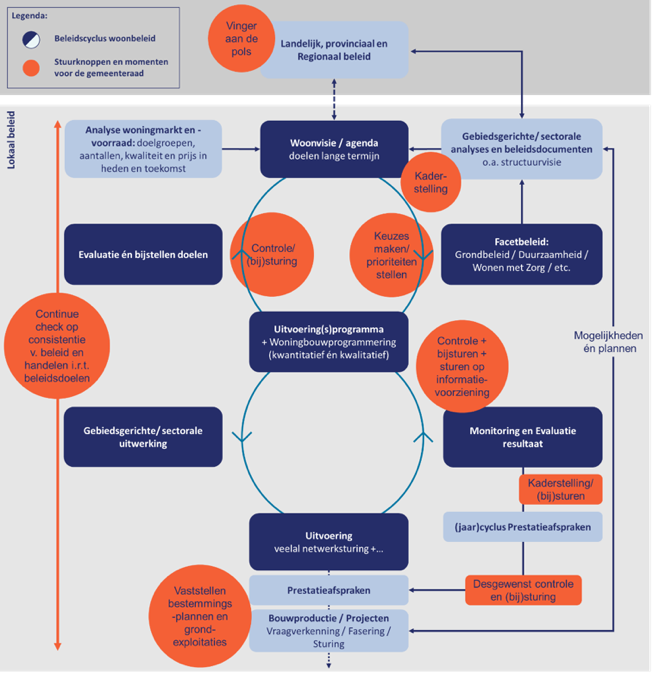 Legenda:
Beleidscyclus woonbeleid
Stuurknoppen en momenten
voor de gemeenteraad
Vinger
aan de
pols
Landelijk, provinciaal en
Regionaal beleid
Lokaal beleid
Analyse woningmarkt en -
voorraad: doelgroepen,
aantallen, kwaliteit en prijs in
heden en toekomst
Woonvisie / agenda
doelen lange termijn
Gebiedsgerichte/ sectorale
analyses en beleidsdocumenten
o.a. structuurvisie
Kader-
stelling
Evaluatie én bijstellen doelen
Controle/
(bij)sturing
Keuzes
maken/
prioriteiten
stellen
Facetbeleid:
Grondbeleid / Duurzaamheid /
Wonen met Zorg / etc.
Continue
check op
consistentie
v. beleid en
handelen i.r.t.
beleidsdoelen
Uitvoering(s)programma
+ Woningbouwprogrammering
(kwantitatief én kwalitatief)
Controle +
bijsturen +
sturen op
informatie-
voorziening
Mogelijkheden
én plannen
Gebiedsgerichte/ sectorale
uitwerking
Monitoring en Evaluatie
resultaat
Kaderstelling/
(bij)sturen
Uitvoering
veelal netwerksturing +...
(jaar)cyclus Prestatieafspraken
Vaststellen
bestemmings
-plannen en
grond-
exploitaties
Prestatieafspraken
Desgewenst controle
en (bij)sturing
Bouwproductie / Projecten
Vraagverkenning / Fasering /
Sturing